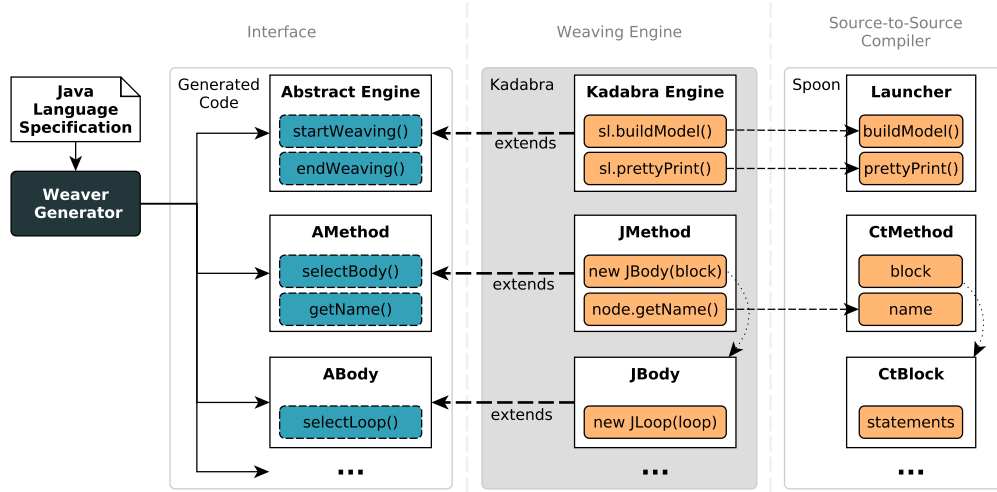 Interface
Weaving Engine
Source-to-Source
Compiler
Java
Language
Specification
Weaver
Generator
Generated
Code
Abstract Engine
startWeaving()
endWeaving()
AMethod
selectBody()
getName()
ABody
selectLoop()
...
extends
extends
extends
Kadabra
Kadabra Engine
sl.buildModel()
sl.prettyPrint()
JMethod
new JBody(block)
node.getName()
JBody
new JLoop(loop)
...
Spoon
Launcher
buildModel()
prettyPrint()
CtMethod
block
name
CtBlock
statements
...